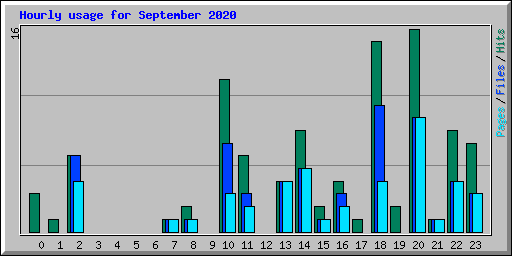 Hourly usage for September 2020
16
Pages / Files / Hits
0 1 2 3 4 5 6 7 8 9 10 11 12 13 14 15 16 17 18 19 20 21 22 23